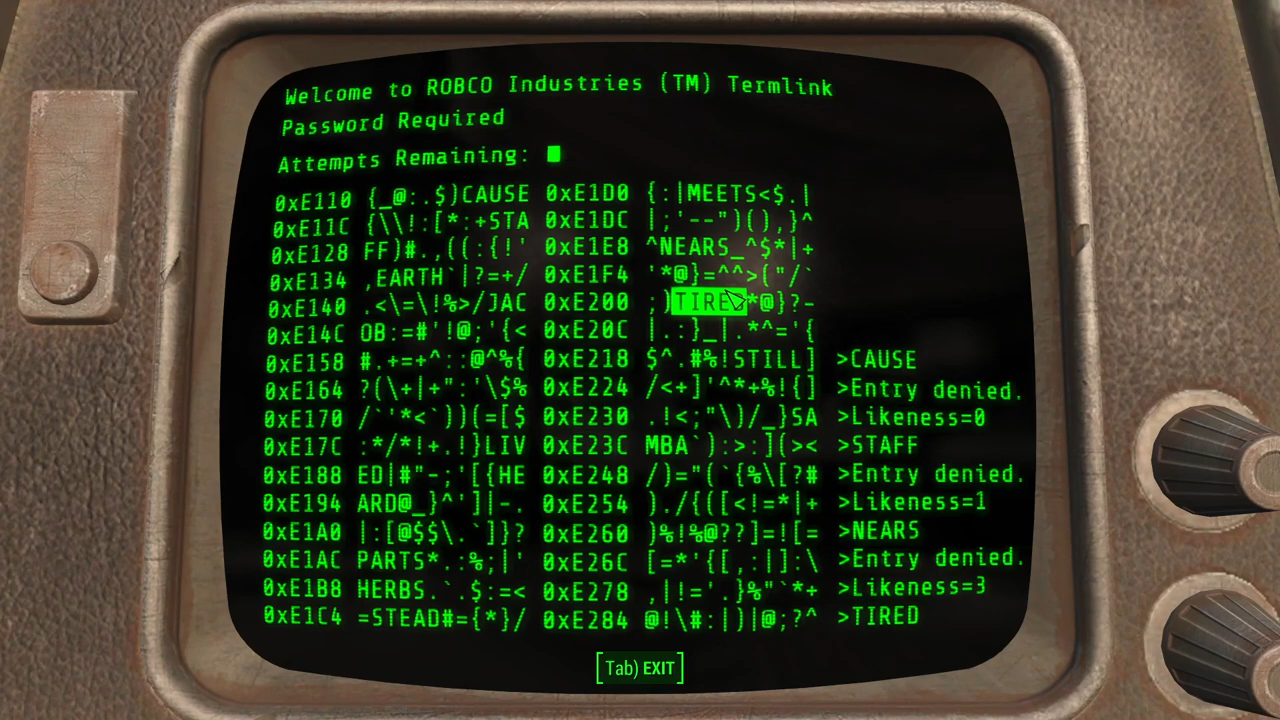 Welcome to ROBCO Industries (TM) Termlink
Password Required
Attempts Remaining: ■
0xE110 {_@:.$)CAUSE 0xE1D0 {:|MEETS<$.|
0xE11C {\\!:[*:+STA 0xE1DC |;'--")(),}^
0xE128 FF)#.,((:{!' 0xE1E8 ^NEARS_^$*|+
0xE134 ,EARTH`|?=+/ 0xE1F4 '*@}=^^>("/`
0xE140 .<\=\!%>/JAC 0xE200 ;)TIRED*@}?-
0xE14C OB:=#'!@;'{< 0xE20C |.:}_|.*^='{
0xE158 #.+=+^::@^%{ 0xE218 $^.#%!STILL] >CAUSE
0xE164 ?(\+|+":'\$% 0xE224 /<+]'^*+%!{] >Entry denied.
0xE170 /`'*<`))(=[$ 0xE230 .!<;"\)/_}SA >Likeness=0
0xE17C :*/*!+.!}LIV 0xE23C MBA`):>:](>< >STAFF
0xE188 ED|#"-;'[{HE 0xE248 /)="(`{%\[?# >Entry denied.
0xE194 ARD@_}^']|-. 0xE254 )./{([<!=*|+ >Likeness=1
0xE1A0 |:[@$$\.`]}? 0xE260 )%!%@??]=![= >NEARS
0xE1AC PARTS*.:%;|' 0xE26C [=*'{[,:|]:\ >Entry denied.
0xE1B8 HERBS.`.$:=< 0xE278 ,|!='.}%"`*+ >Likeness=3
0xE1C4 =STEAD#={*}/ 0xE284 @!\#:|)|@;?^ >TIRED
Tab) EXIT